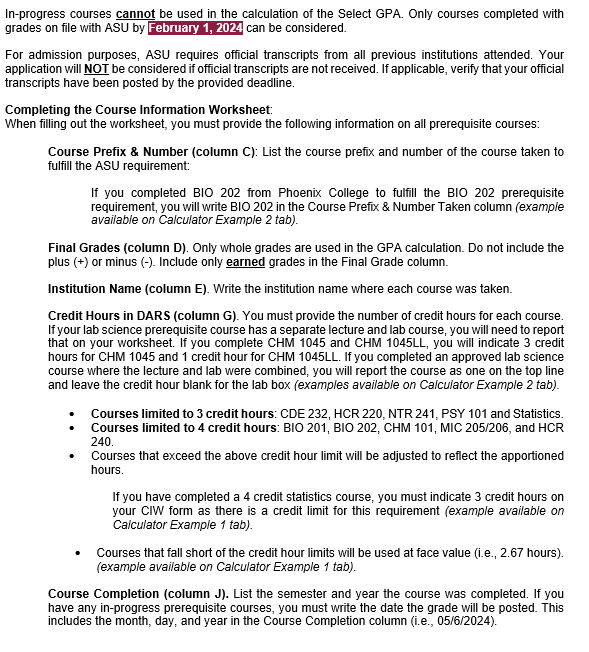 In-progress courses cannot be used in the calculation of the Select GPA. Only courses completed with
grades on file with ASU by February 1, 2024 can be considered.
For admission purposes, ASU requires official transcripts from all previous institutions attended. Your
application will NOT be considered if official transcripts are not received. If applicable, verify that your official
transcripts have been posted by the provided deadline.
Completing the Course Information Worksheet:
When filling out the worksheet, you must provide the following information on all prerequisite courses:
Course Prefix & Number (column C): List the course prefix and number of the course taken to
fulfill the ASU requirement:
If you completed BIO 202 from Phoenix College to fulfill the BIO 202 prerequisite
requirement, you will write BIO 202 in the Course Prefix & Number Taken column (example
available on Calculator Example 2 tab).
Final Grades (column D). Only whole grades are used in the GPA calculation. Do not include the
plus (+) or minus (-). Include only earned grades in the Final Grade column.
Institution Name (column E). Write the institution name where each course was taken.
Credit Hours in DARS (column G). You must provide the number of credit hours for each course.
If your lab science prerequisite course has a separate lecture and lab course, you will need to report
that on your worksheet. If you complete CHM 1045 and CHM 1045LL, you will indicate 3 credit
hours for CHM 1045 and 1 credit hour for CHM 1045LL. If you completed an approved lab science
course where the lecture and lab were combined, you will report the course as one on the top line
and leave the credit hour blank for the lab box (examples available on Calculator Example 2 tab).
• Courses limited to 3 credit hours: CDE 232, HCR 220, NTR 241, PSY 101 and Statistics.
• Courses limited to 4 credit hours: BIO 201, BIO 202, CHM 101, MIC 205/206, and HCR
240.
• Courses that exceed the above credit hour limit will be adjusted to reflect the apportioned
hours.
If you have completed a 4 credit statistics course, you must indicate 3 credit hours on
your CIW form as there is a credit limit for this requirement (example available on
Calculator Example 1 tab).
• Courses that fall short of the credit hour limits will be used at face value (i.e., 2.67 hours).
(example available on Calculator Example 1 tab).
Course Completion (column J). List the semester and year the course was completed. If you
have any in-progress prerequisite courses, you must write the date the grade will be posted. This
includes the month, day, and year in the Course Completion column (i.e., 05/6/2024).